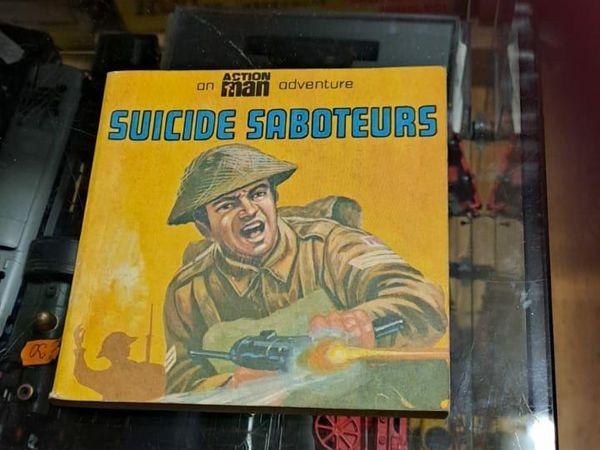 an ACTION man adventure
SUICIDE SABOTEURS